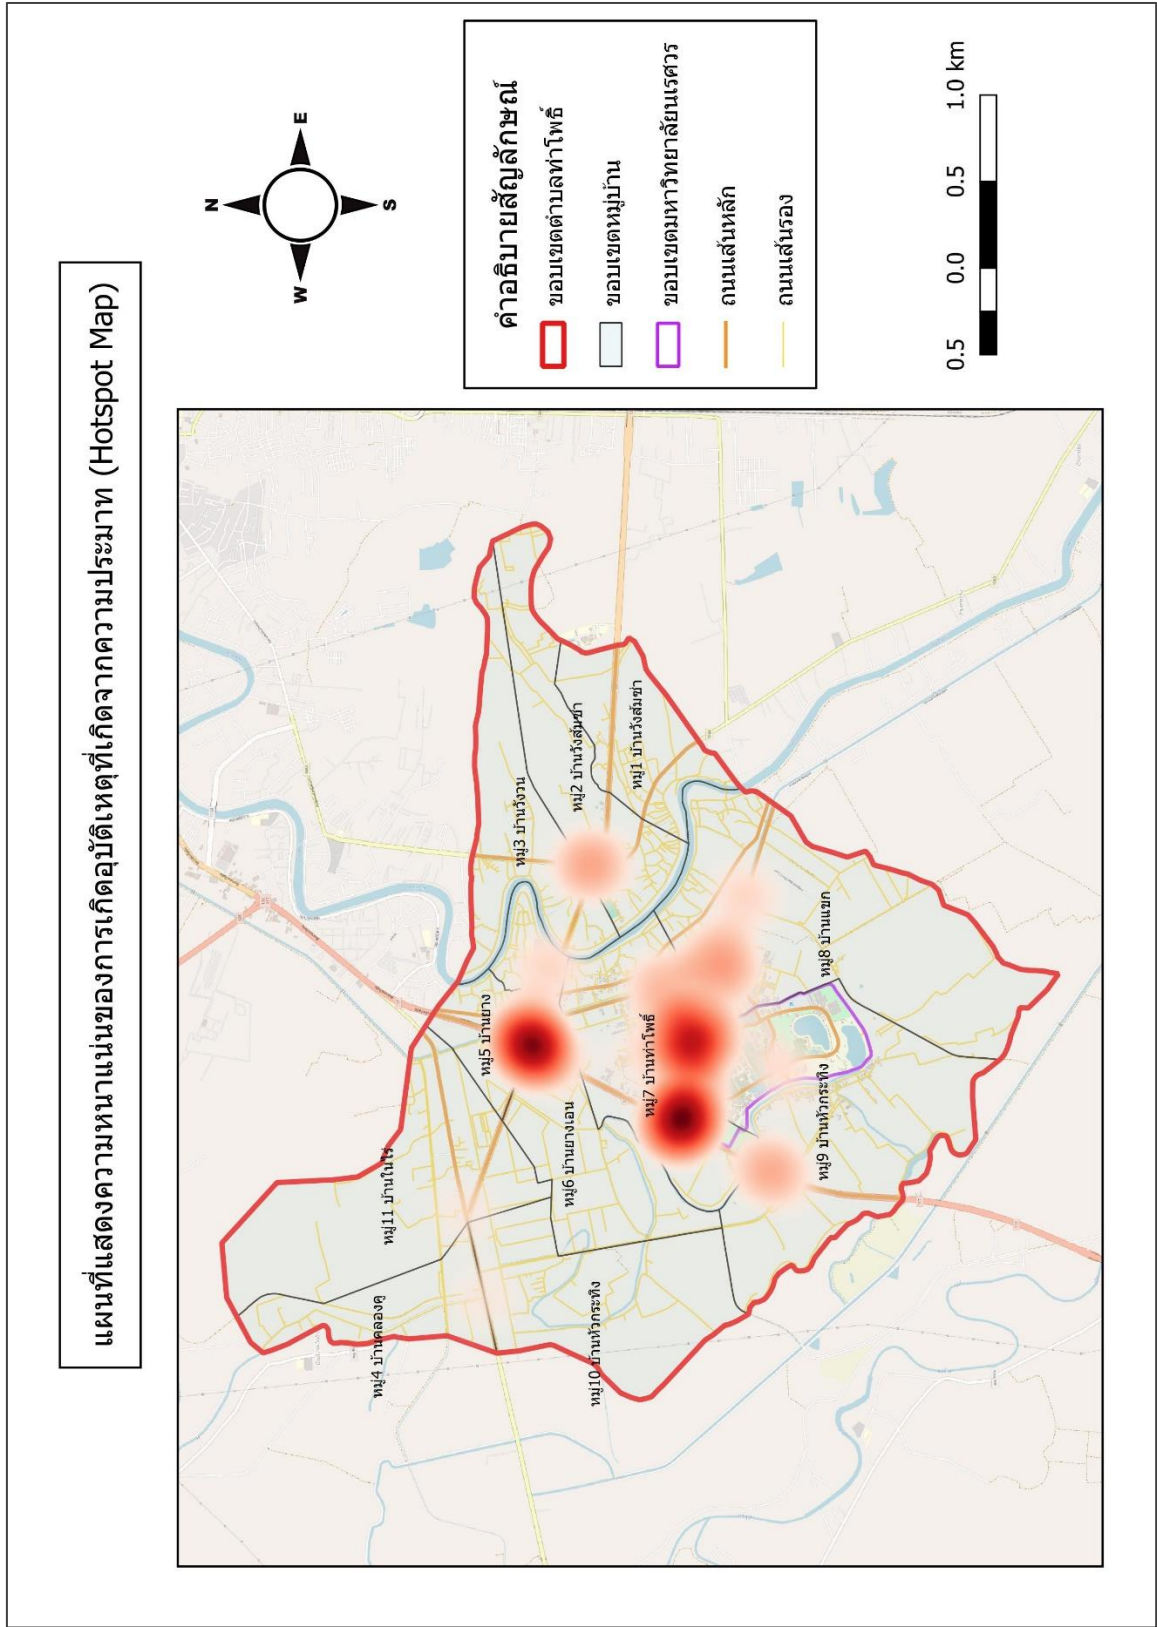 แผนที่แสดงความหนาแน่นของการเกิดอุบัติเหตุที่เกิดจากความประมาท (Hotspot Map)
N
W
E
S
คำอธิบายสัญลักษณ์
ขอบเขตตำบลท่าโพธิ์
ขอบเขตหมู่บ้าน
ขอบเขตมหาวิทยาลัยนเรศวร
ถนนเส้นหลัก
ถนนเส้นรอง
0.5
0.0
0.5
1.0 km
หมู่4 บ้านคลองคู
หมู่11 บ้านในไร่
หมู่5 บ้านยาง
หมู่3 บ้านวังวน
หมู่2 บ้านวังส้มซ่า
หมู่1 บ้านวังส้มซ่า
หมู่6 บ้านยางเอน
หมู่10 บ้านหัวกระทิง
หมู่7 บ้านท่าโพธิ์
หมู่9 บ้านหัวกระทิง
หมู่8 บ้านแขก